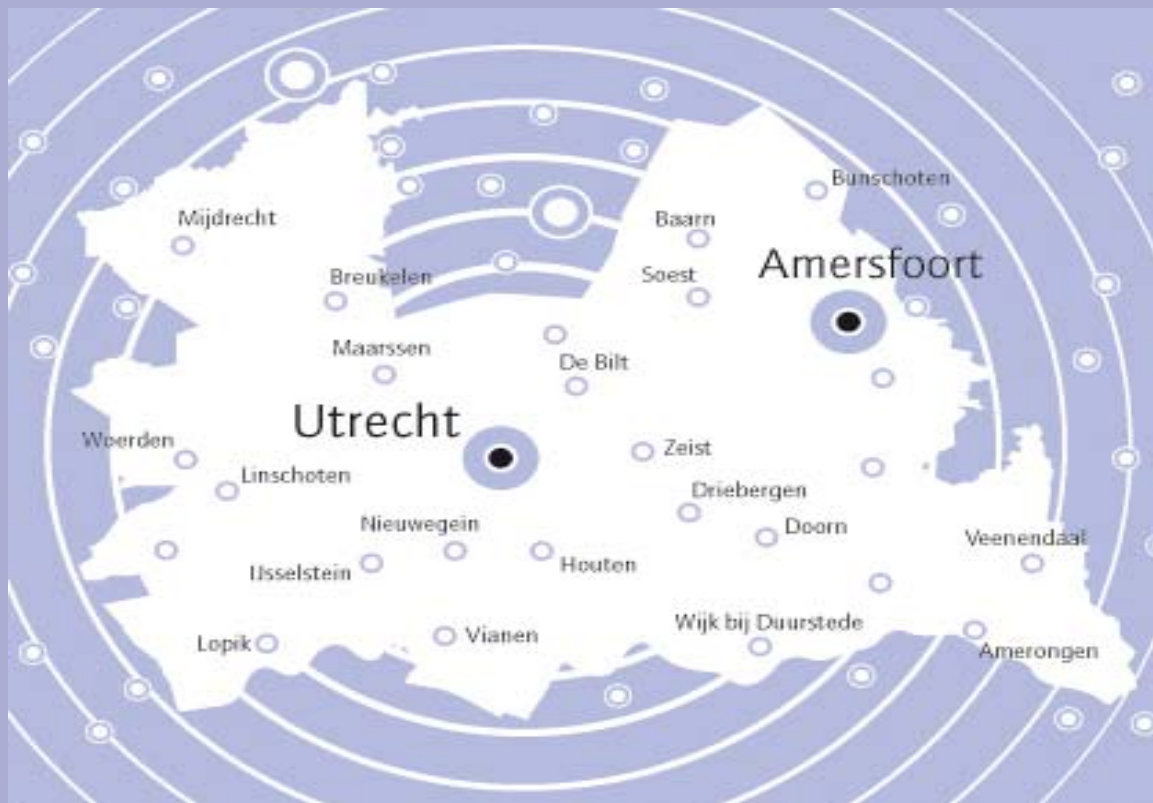 Bunschoten
Mijdrecht
Baarn
Amersfoort
Breukelen
Soest
Maarssen
De Bilt
Utrecht
Woerden
Zeist
Linschoten
Driebergen
Nieuwegein
Doorn
Veenendaal
IJsselstein
Houten
Wijk bij Duurstede
Lopik
Vianen
Amerongen